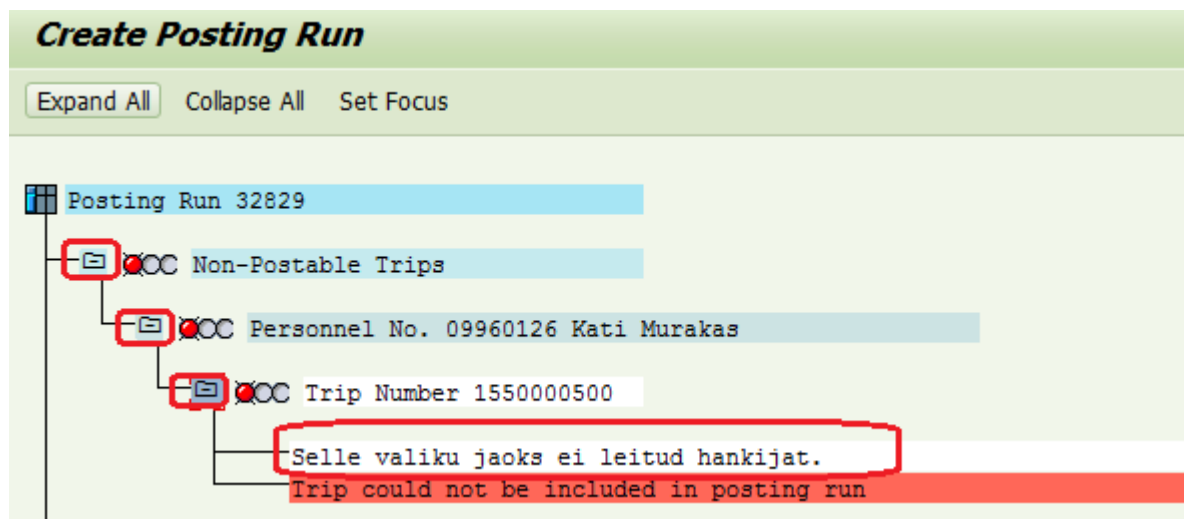 Create Posting Run
Expand All Collapse All Set Focus
Posting Run 32829
Non-Postable Trips
Personnel No. 09960126 Kati Murakas
Trip Number 1550000500
Selle valiku jaoks ei leitud hankijat.
Trip could not be included in posting run